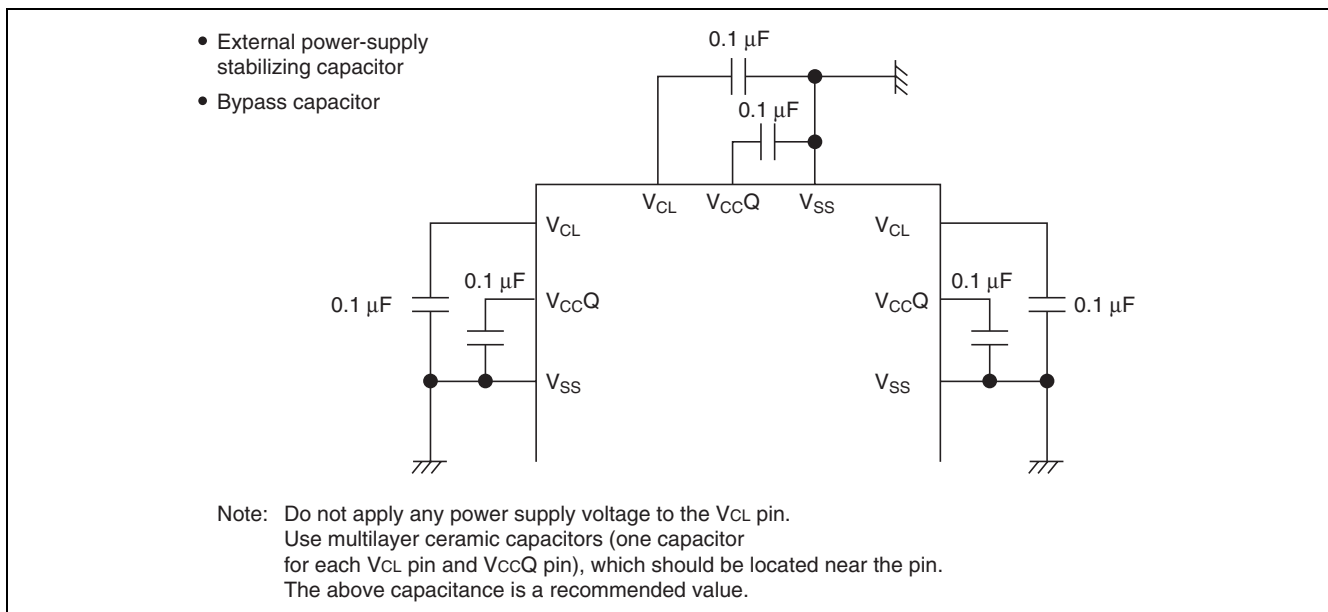 • External power-supply
stabilizing capacitor
• Bypass capacitor
0.1 μF
0.1 μF
VCL VCCQ VSS
VCL
VCL
0.1 μF
0.1 μF
VCCQ
VCCQ
0.1 μF
0.1 μF
VSS
VSS
Note: Do not apply any power supply voltage to the VCL pin.
Use multilayer ceramic capacitors (one capacitor
for each VCL pin and VCCQ pin), which should be located near the pin.
The above capacitance is a recommended value.